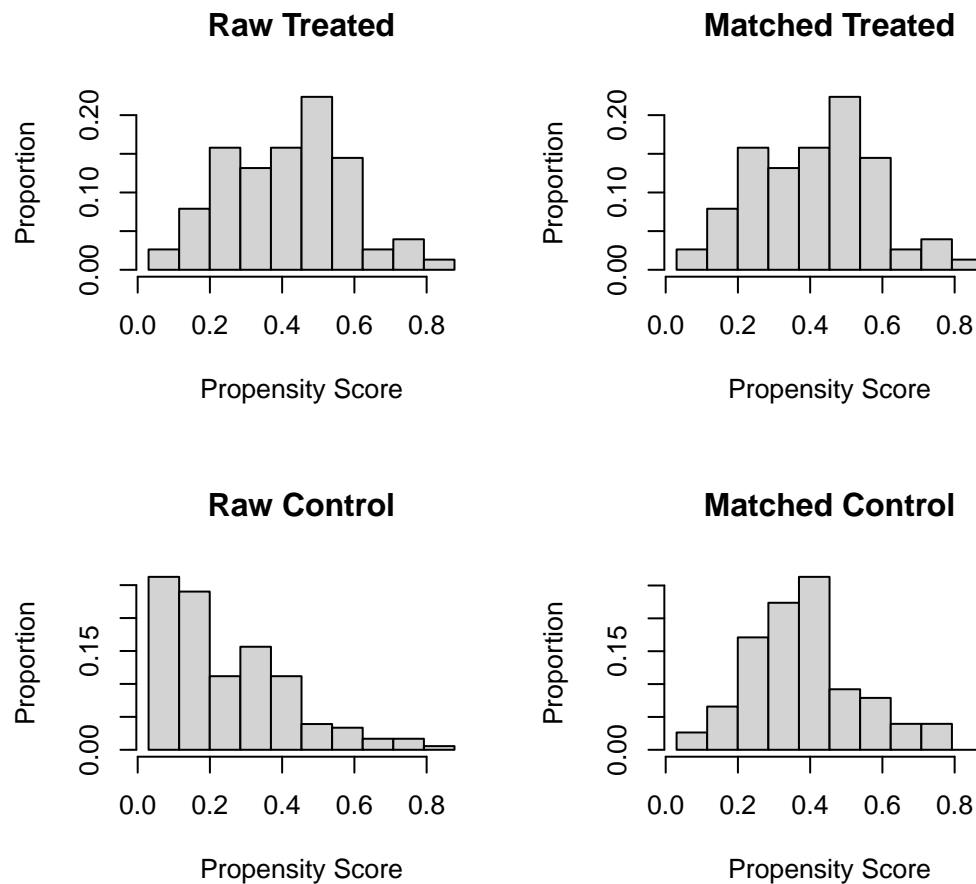 Raw Treated
Proportion
0.00 0.10 0.20
0.0 0.2 0.4 0.6 0.8
Propensity Score
Matched Treated
Proportion
0.00 0.10 0.20
0.0 0.2 0.4 0.6 0.8
Propensity Score
Raw Control
Proportion
0.00 0.15
0.0 0.2 0.4 0.6 0.8
Propensity Score
Matched Control
Proportion
0.00 0.15
0.0 0.2 0.4 0.6 0.8
Propensity Score